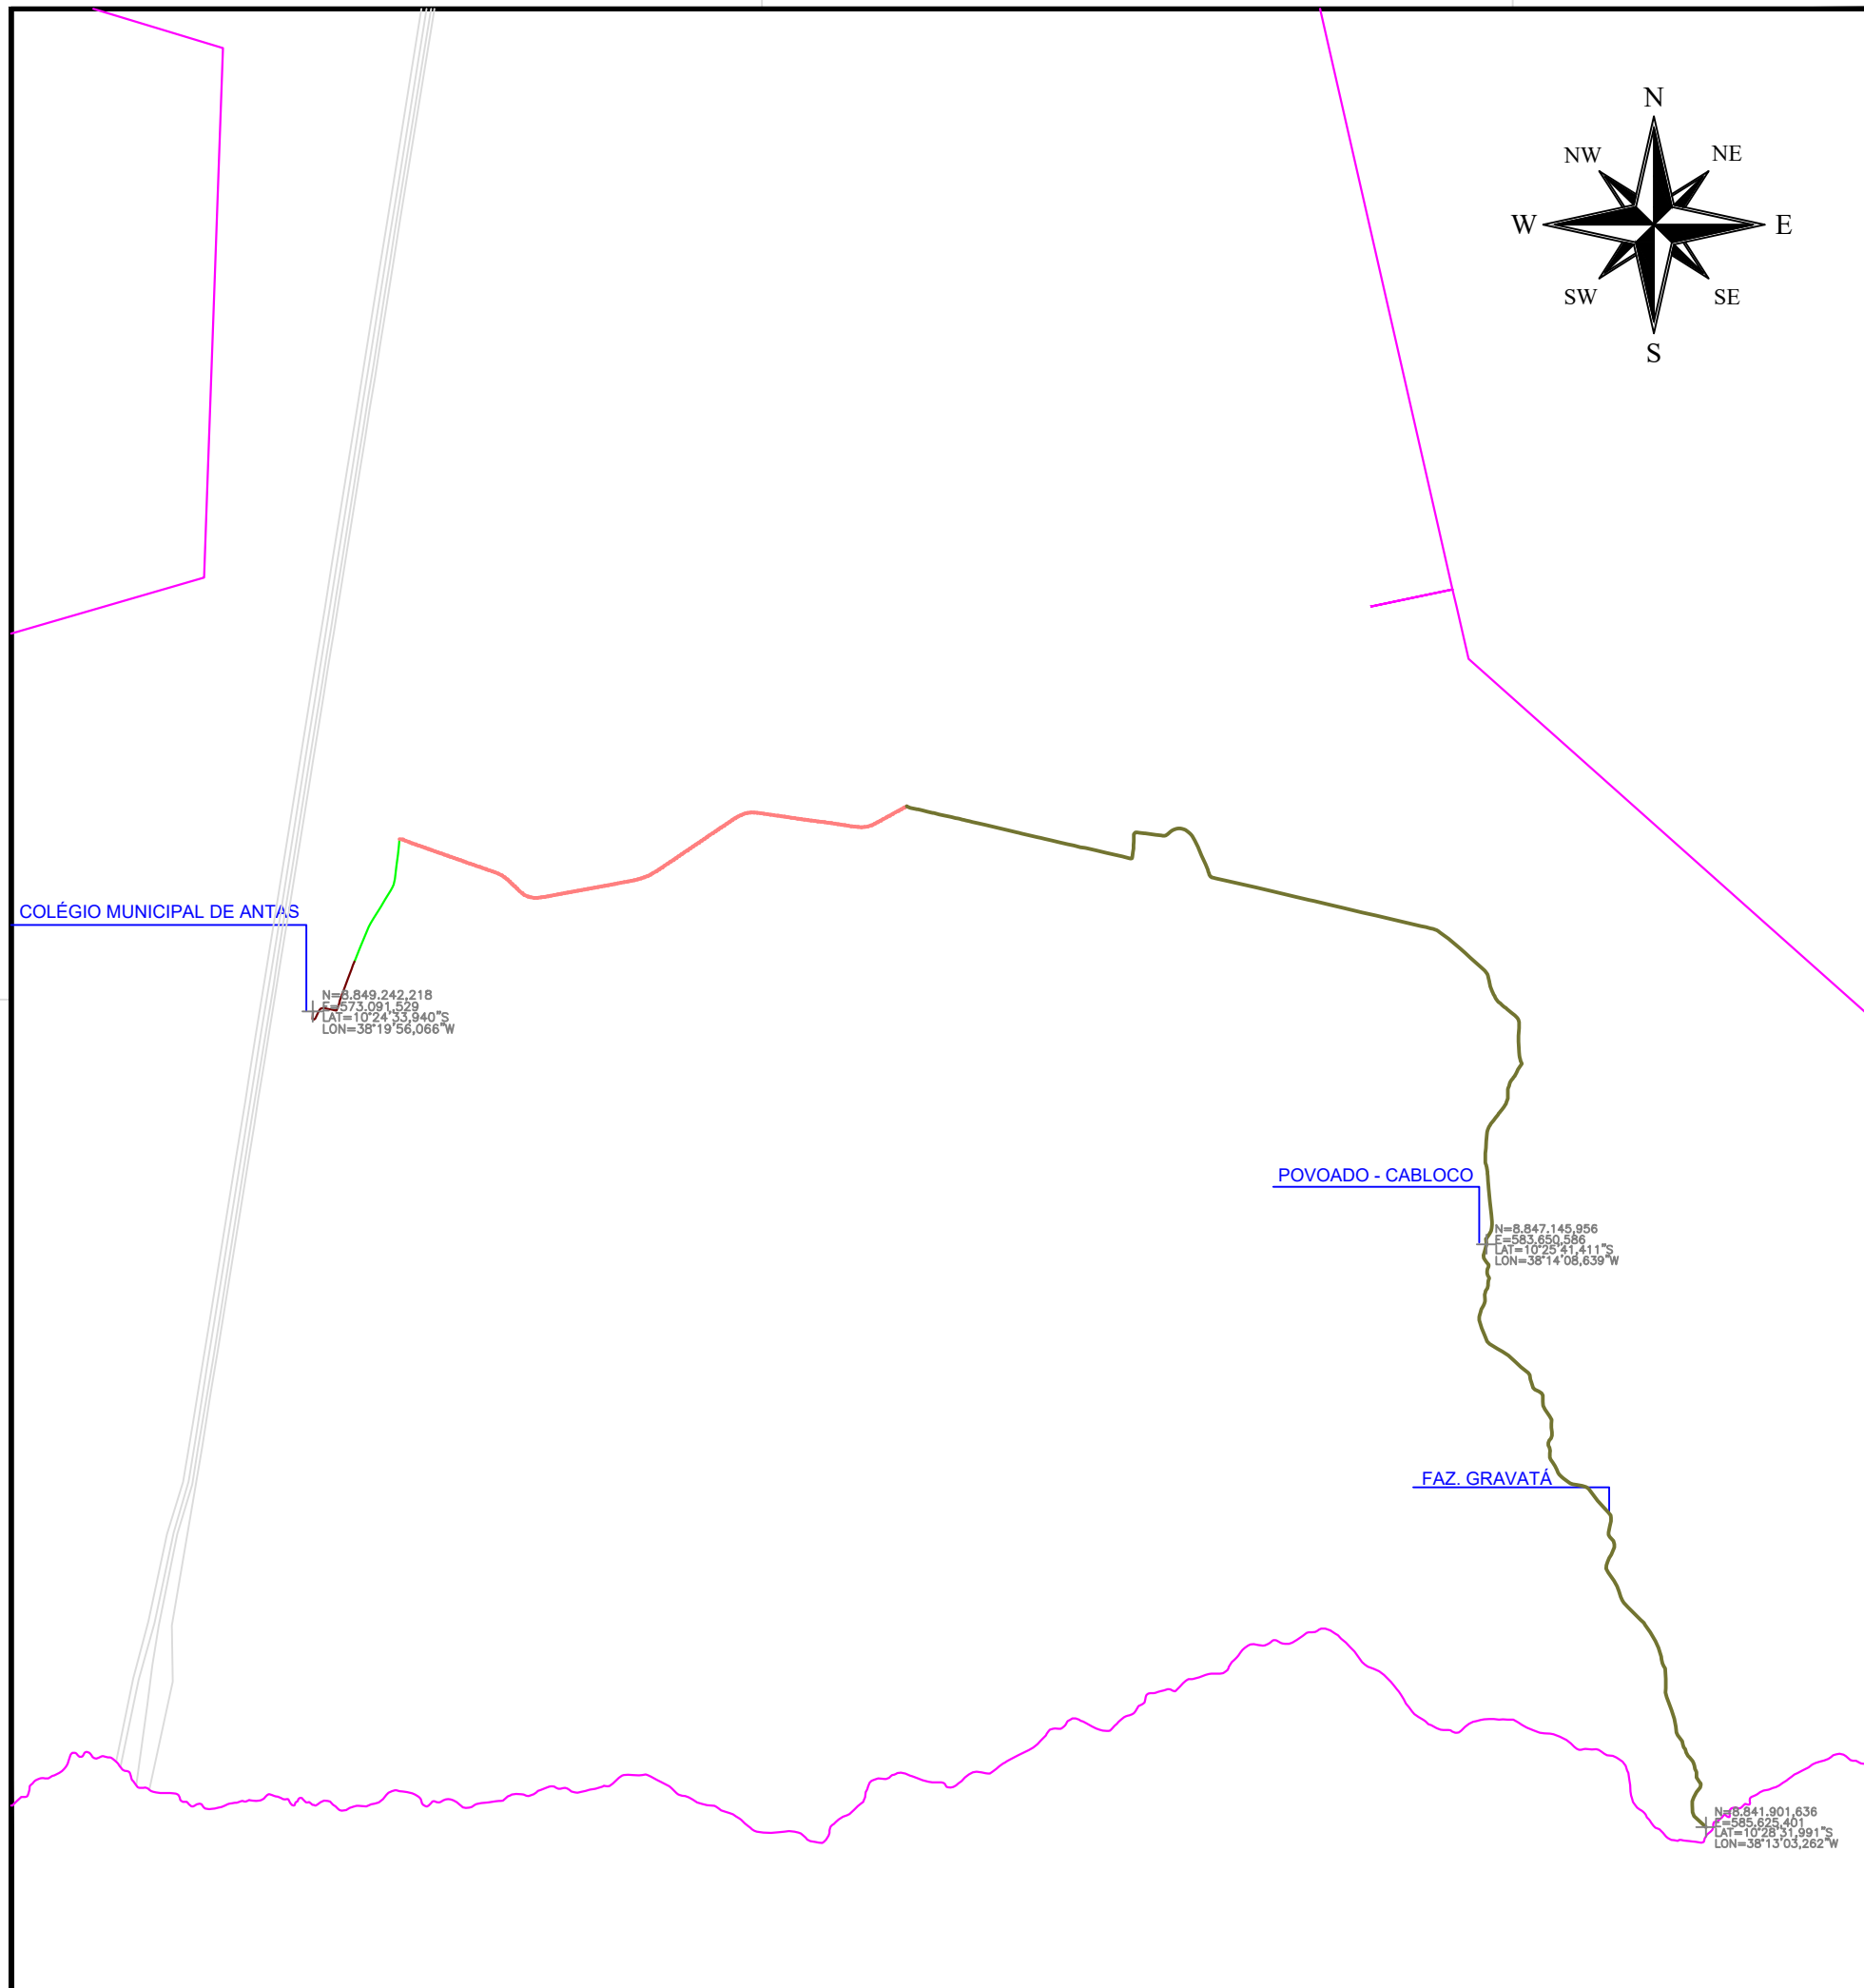 N
NW
NE
W
E
SW
SE
S
COLÉGIO MUNICIPAL DE ANTAS
N=8.849.242,218
E=573.091,529
LAT=10°24'33,940"S
LON=38°19'56,066"W
POVOADO - CABLOCO
N=8.847.145,956
E=583.650,586
LAT=10°25'41,411"S
LON=38°14'08,639"W
FAZ. GRAVATÁ
N=8.841.901,636
E=585.625,401
LAT=10°28'31,991"S
LON=38°13'03,262"W